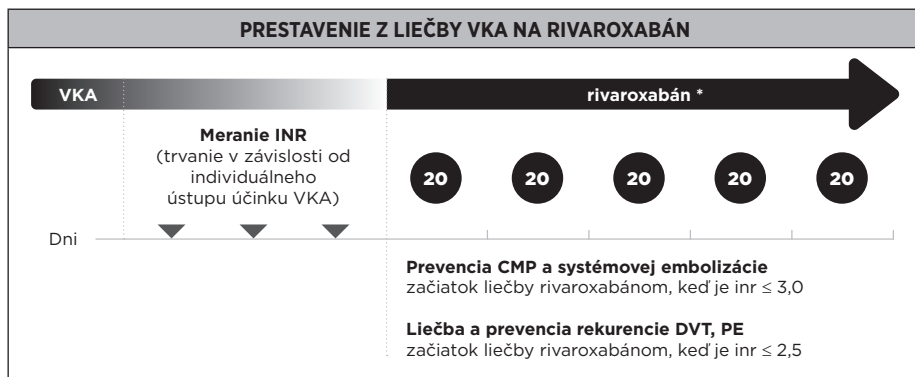 PRESTAVENIE Z LIEČBY VKA NA RIVAROXABÁN
VKA
rivaroxabán *
Meranie INR
(trvanie v závislosti od
individuálneho
ústupu účinku VKA)
20 20 20 20 20
Dni
Prevencia CMP a systémovej embolizácie
začiatok liečby rivaroxabánom, keď je inr ≤ 3,0
Liečba a prevencia rekurencie DVT, PE
začiatok liečby rivaroxabánom, keď je inr ≤ 2,5